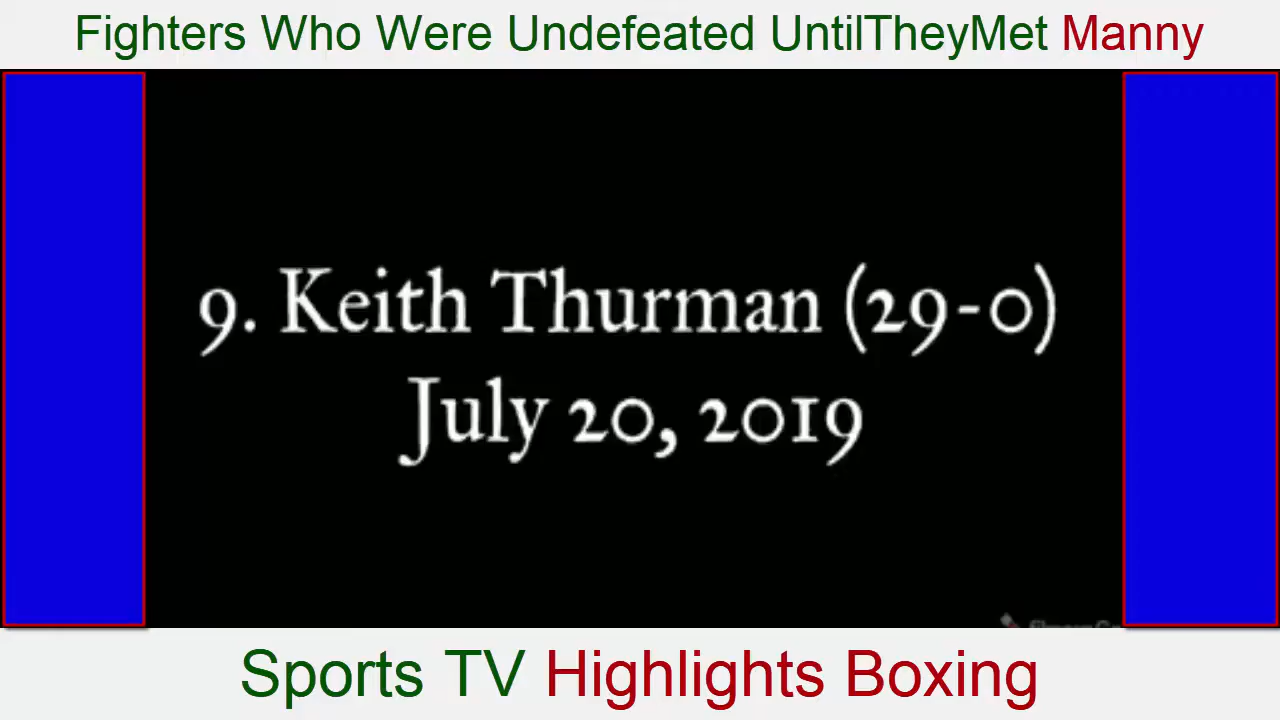 Fighters Who Were Undefeated UntilTheyMet Manny
9. Keith Thurman (29-0)
July 20, 2019
Sports TV Highlights Boxing